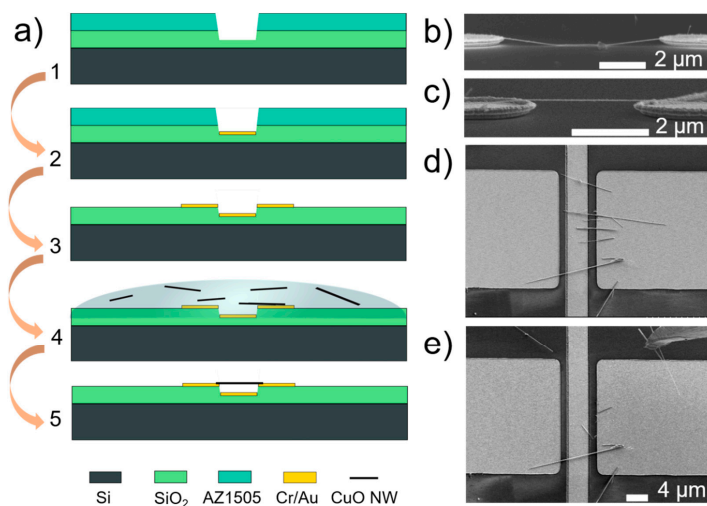 a)
1
2
3
4
5
Si SiO₂ AZ1505 Cr/Au CuO NW
b)
2 µm
c)
2 µm
d)
e)
4 µm